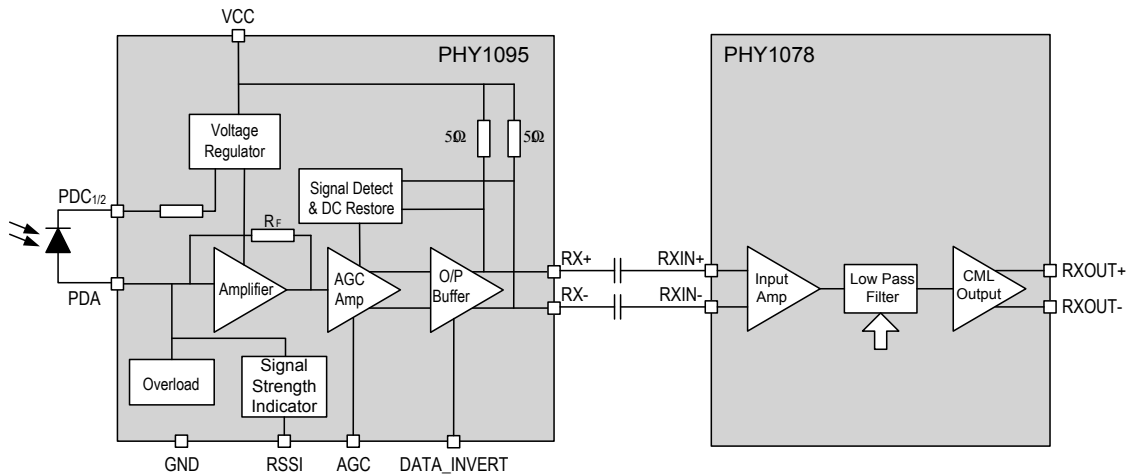 VCC
PHY1095
PHY1078
Voltage
Regulator
5Ω
5Ω
PDC1/2
Signal Detect
& DC Restore
RF
RX+
RXIN+
Amplifier
AGC
Amp
O/P
Buffer
Input
Amp
Low Pass
Filter
CML
Output
RXOUT+
PDA
RX-
RXIN-
RXOUT-
Overload
Signal
Strength
Indicator
GND
RSSI
AGC
DATA_INVERT